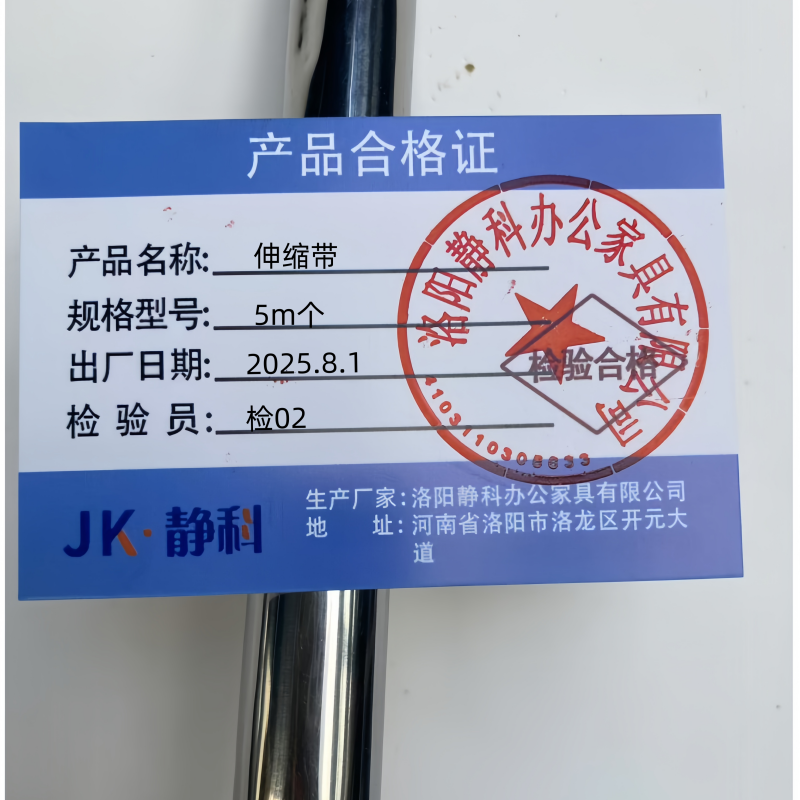 产品合格证
产品名称: 伸缩带
规格型号: 5m个
出厂日期: 2025.8.1
检 验 员: 检02
洛阳静科办公家具有限公司
检验合格
JK·静科
生产厂家: 洛阳静科办公家具有限公司
地 址: 河南省洛阳市洛龙区开元大
道